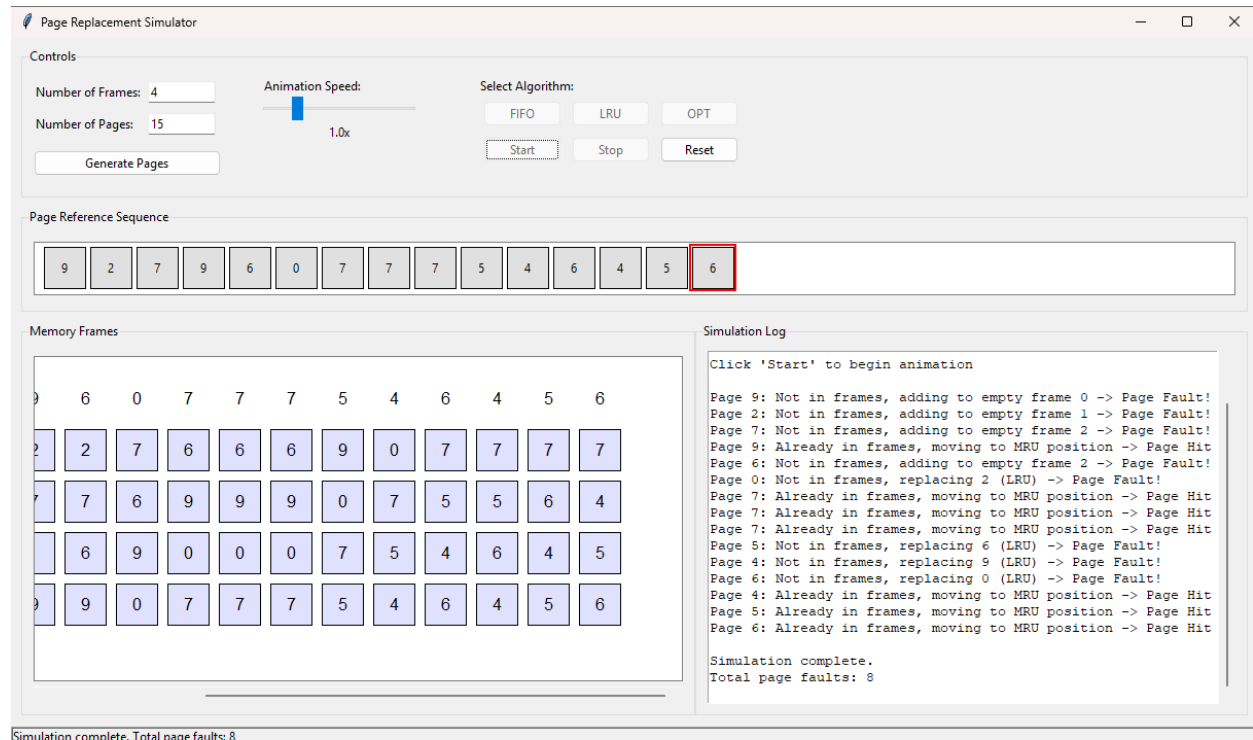 Page Replacement Simulator
Controls
Number of Frames: 4
Number of Pages: 15
Generate Pages
Animation Speed:
1.0x
Select Algorithm:
FIFO LRU OPT
Start Stop Reset
Page Reference Sequence
9 2 7 9 6 0 7 7 7 5 4 6 4 5 6
Memory Frames
9 6 0 7 7 7 5 4 6 4 5 6
2 2 7 6 6 6 9 0 7 7 7 7
7 7 6 9 9 9 0 7 5 5 6 4
6 9 0 0 0 7 5 4 6 4 5
9 9 0 7 7 7 5 4 6 4 5 6
Simulation Log
Click 'Start' to begin animation
Page 9: Not in frames, adding to empty frame 0 -> Page Fault!
Page 2: Not in frames, adding to empty frame 1 -> Page Fault!
Page 7: Not in frames, adding to empty frame 2 -> Page Fault!
Page 9: Already in frames, moving to MRU position -> Page Hit
Page 6: Not in frames, adding to empty frame 2 -> Page Fault!
Page 0: Not in frames, replacing 2 (LRU) -> Page Fault!
Page 7: Already in frames, moving to MRU position -> Page Hit
Page 7: Already in frames, moving to MRU position -> Page Hit
Page 7: Already in frames, moving to MRU position -> Page Hit
Page 5: Not in frames, replacing 6 (LRU) -> Page Fault!
Page 4: Not in frames, replacing 9 (LRU) -> Page Fault!
Page 6: Not in frames, replacing 0 (LRU) -> Page Fault!
Page 4: Already in frames, moving to MRU position -> Page Hit
Page 5: Already in frames, moving to MRU position -> Page Hit
Page 6: Already in frames, moving to MRU position -> Page Hit
Simulation complete.
Total page faults: 8
Simulation complete. Total page faults: 8